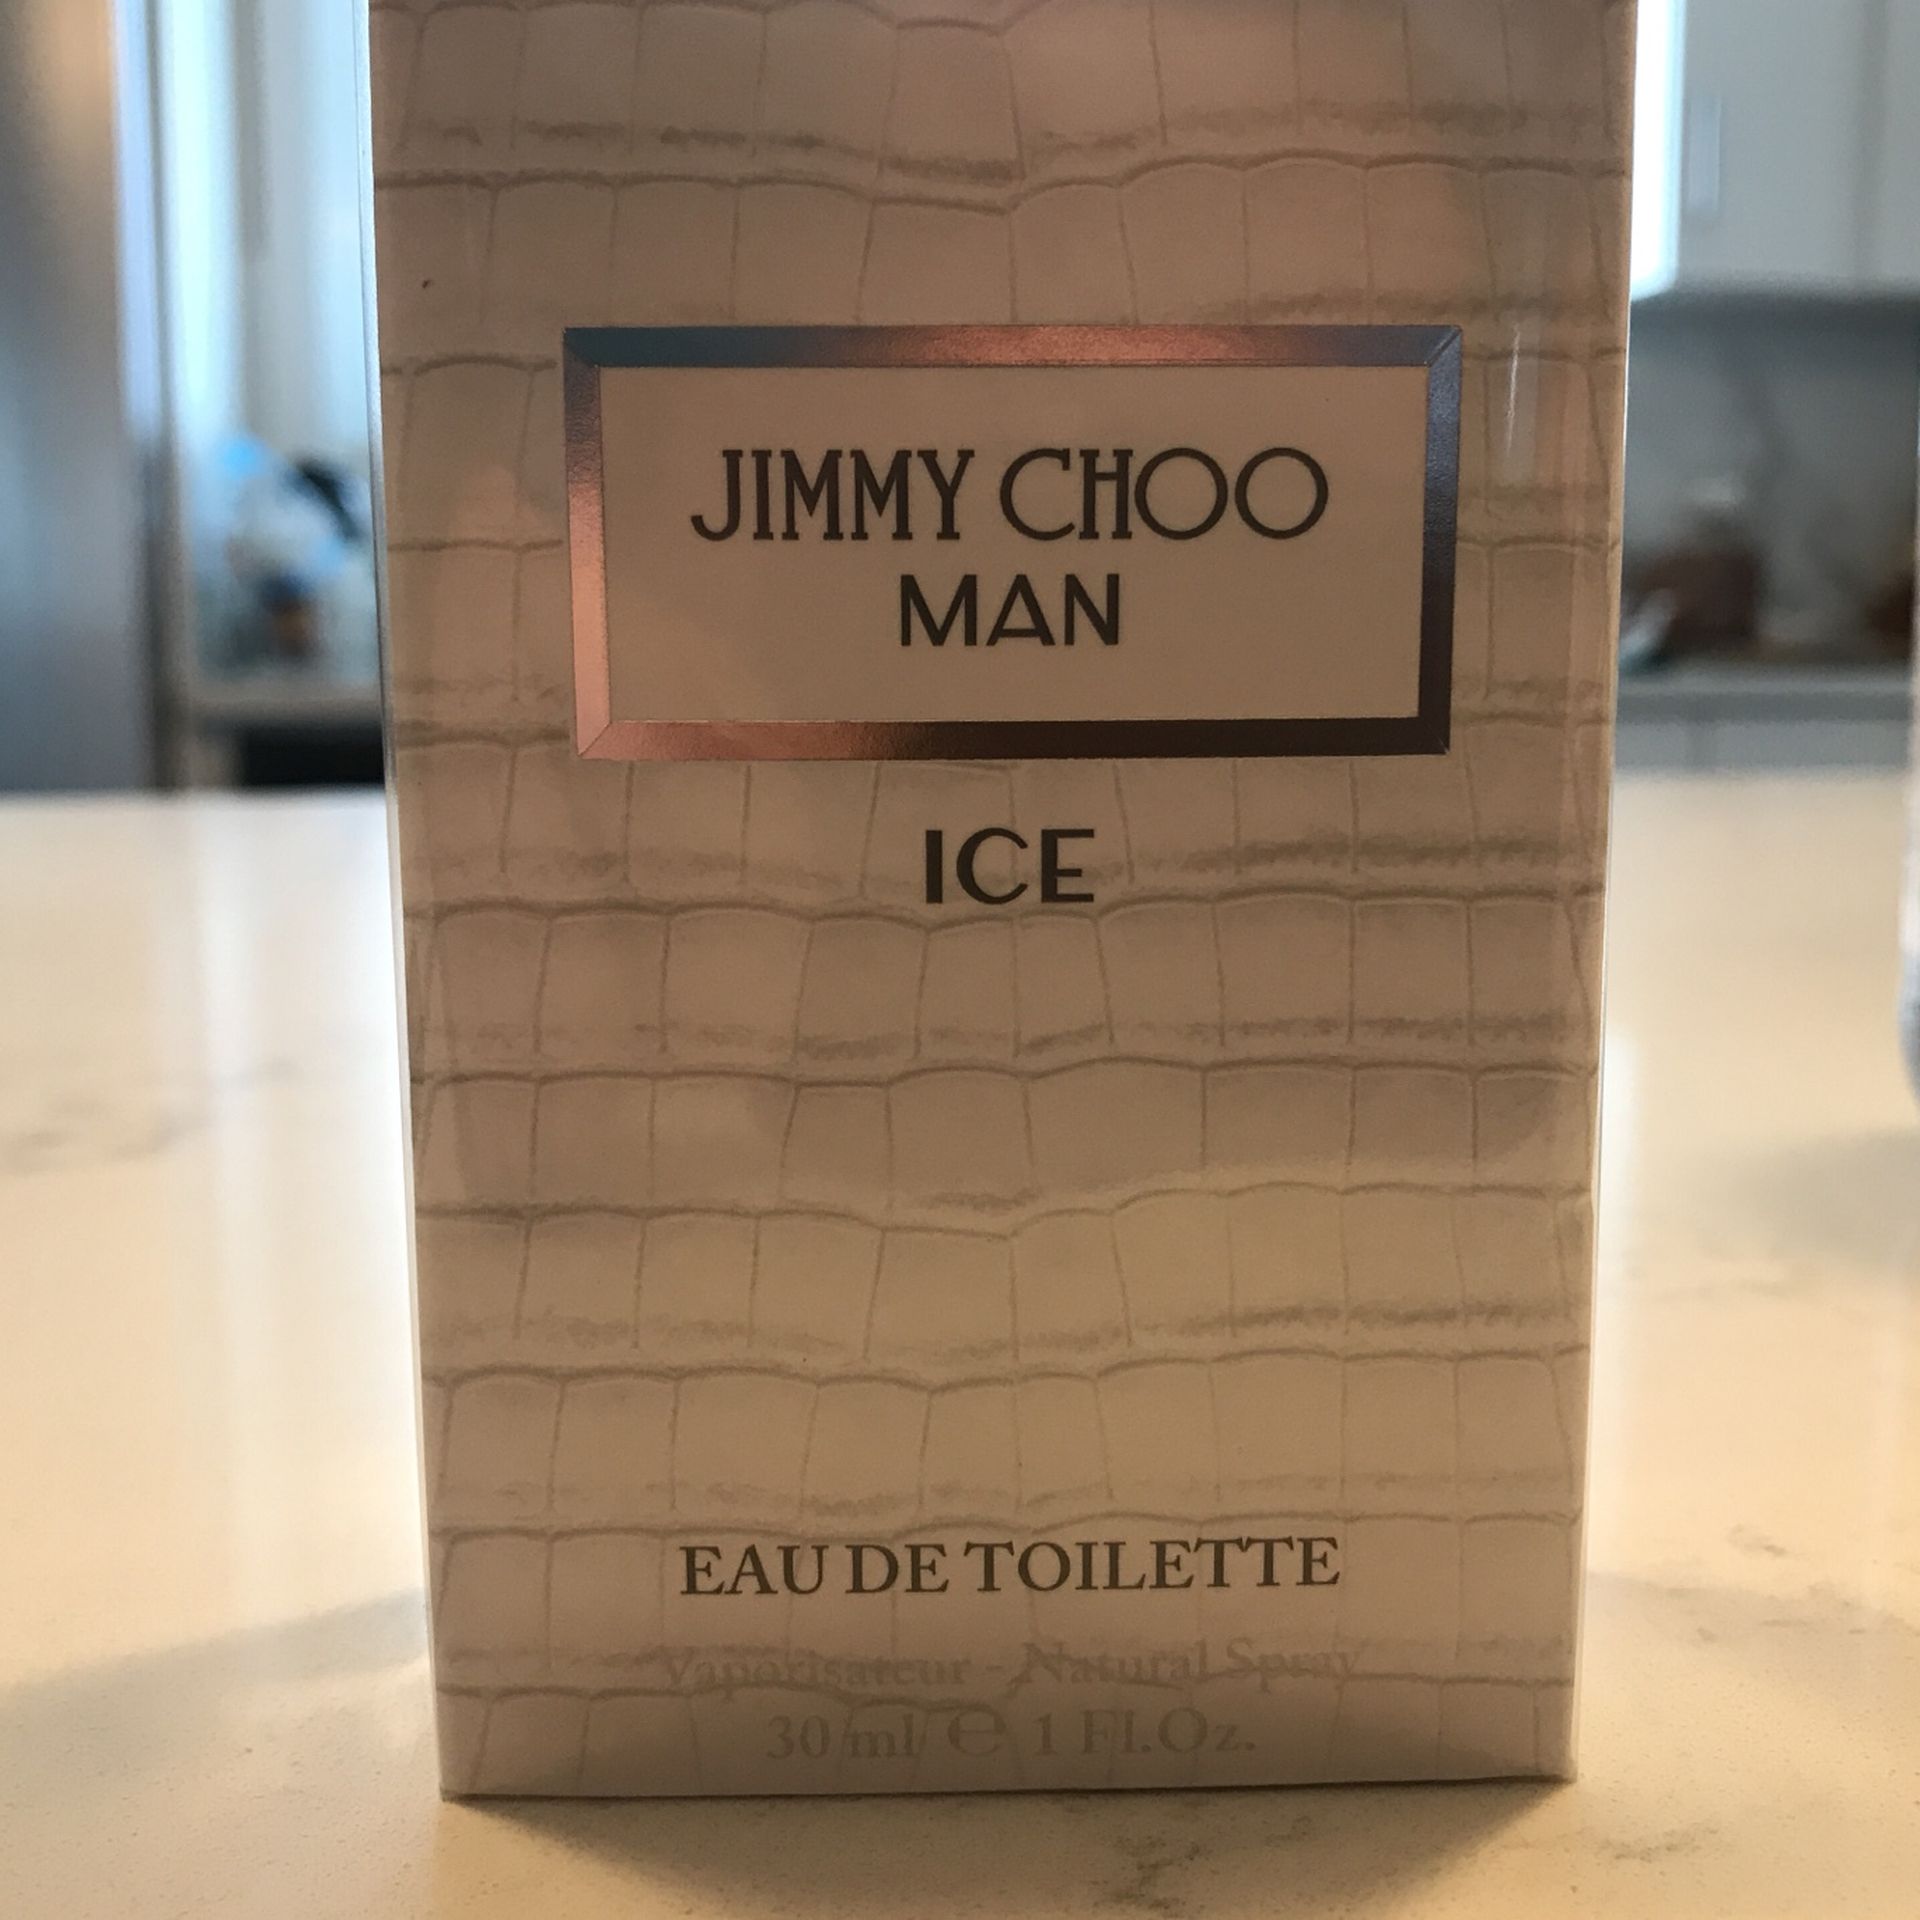 JIMMY CHOO
MAN
ICE
EAU DE TOILETTE
Vaporisateur - Natural Spray
30 ml ℮ 1 Fl.Oz.